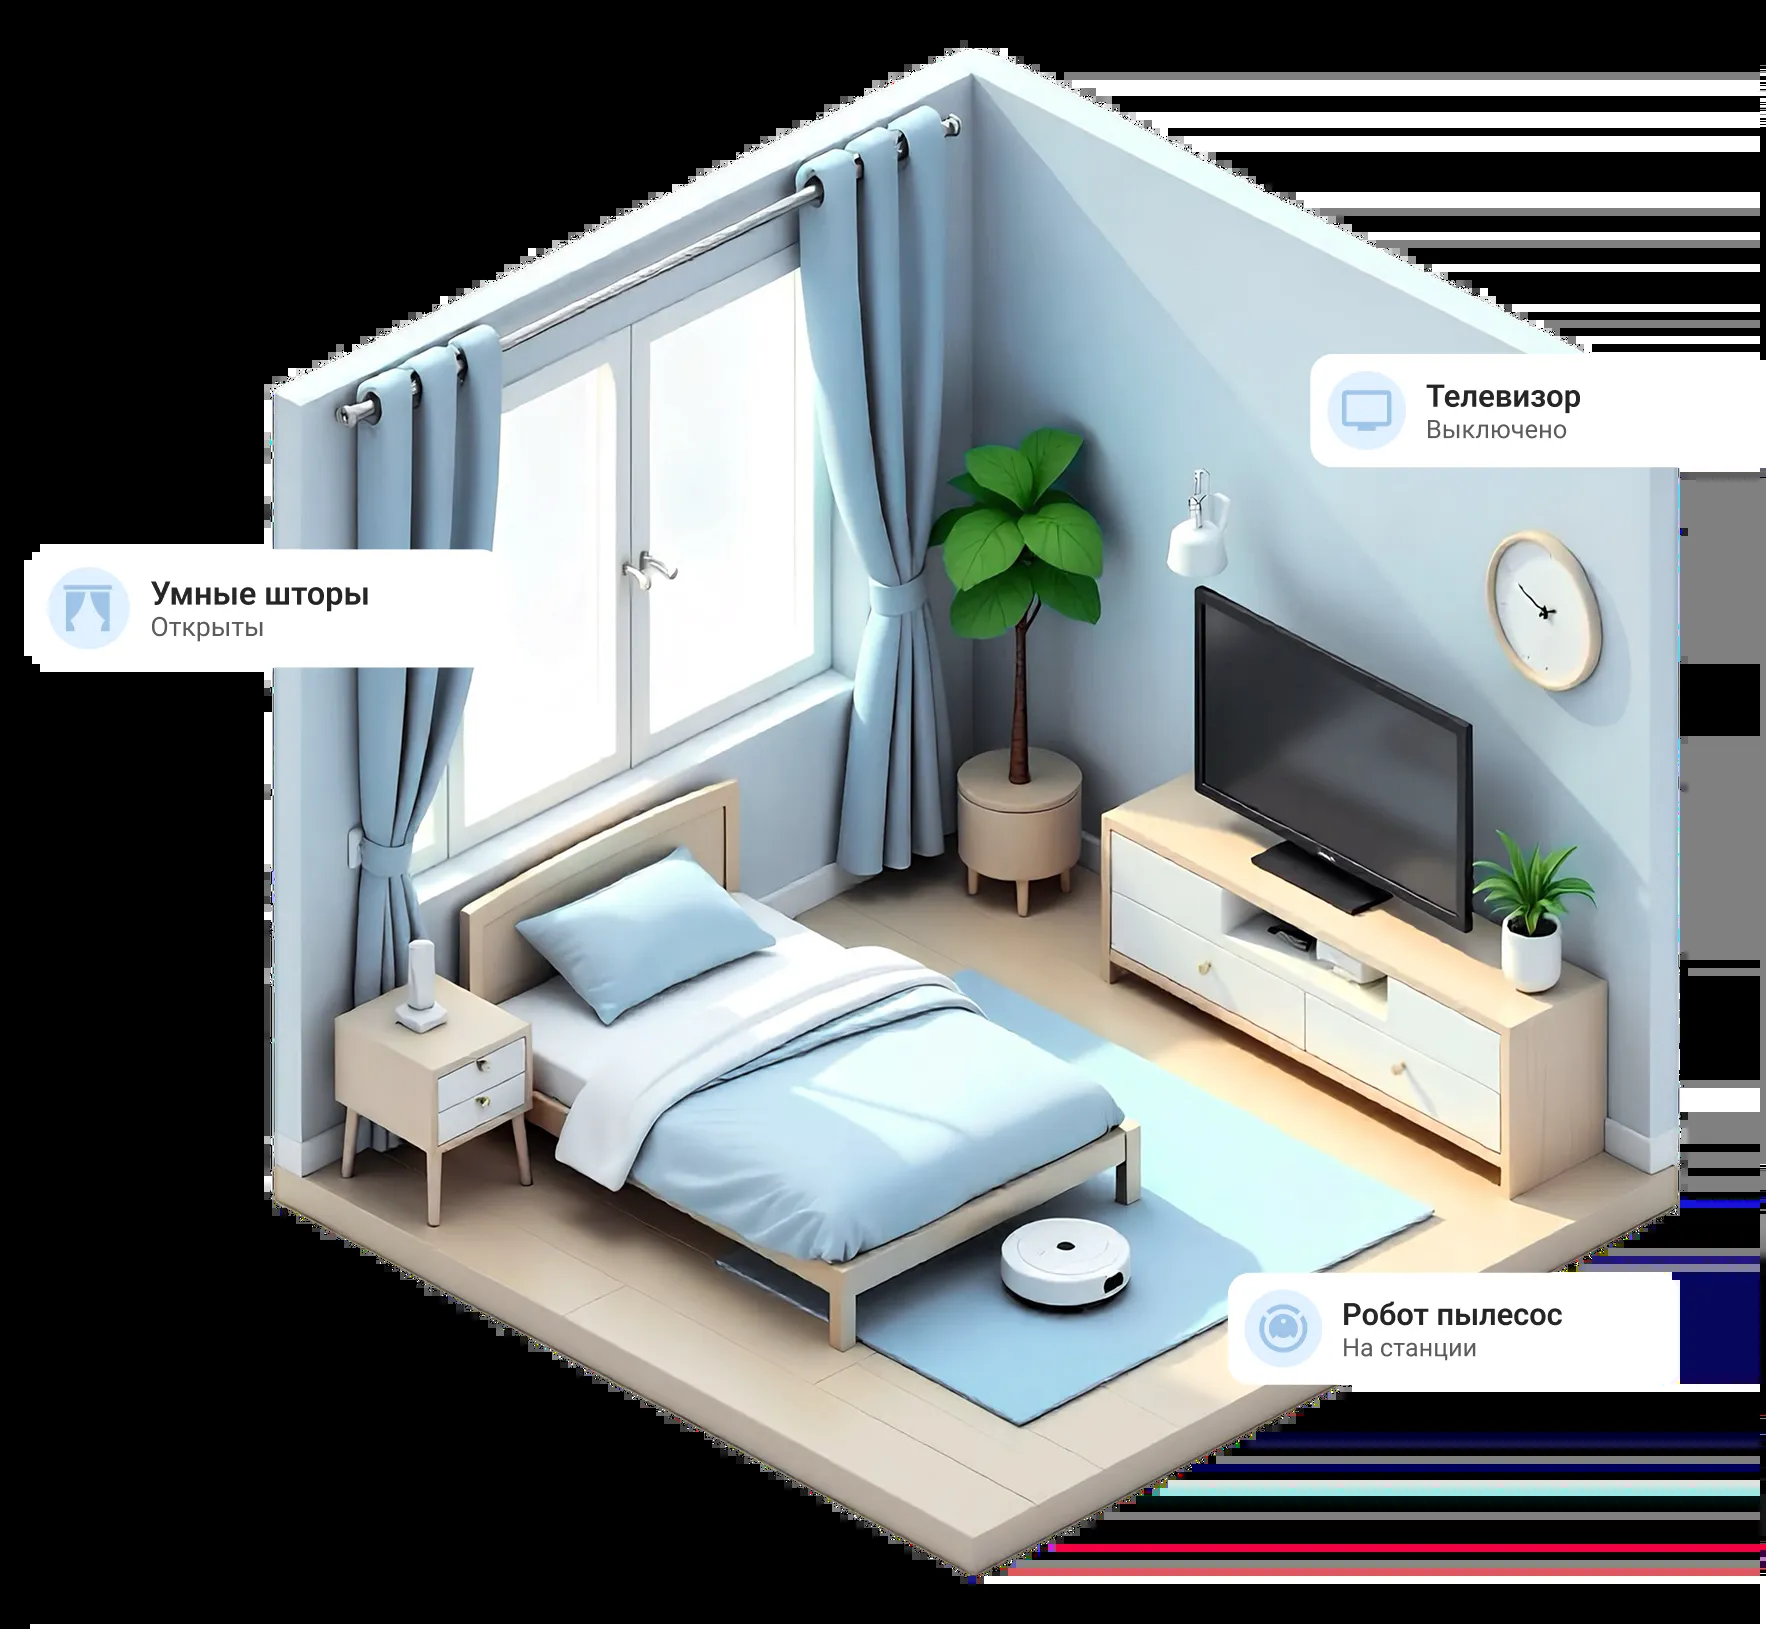 Телевизор
Выключено
Умные шторы
Открыты
Робот пылесос
На станции